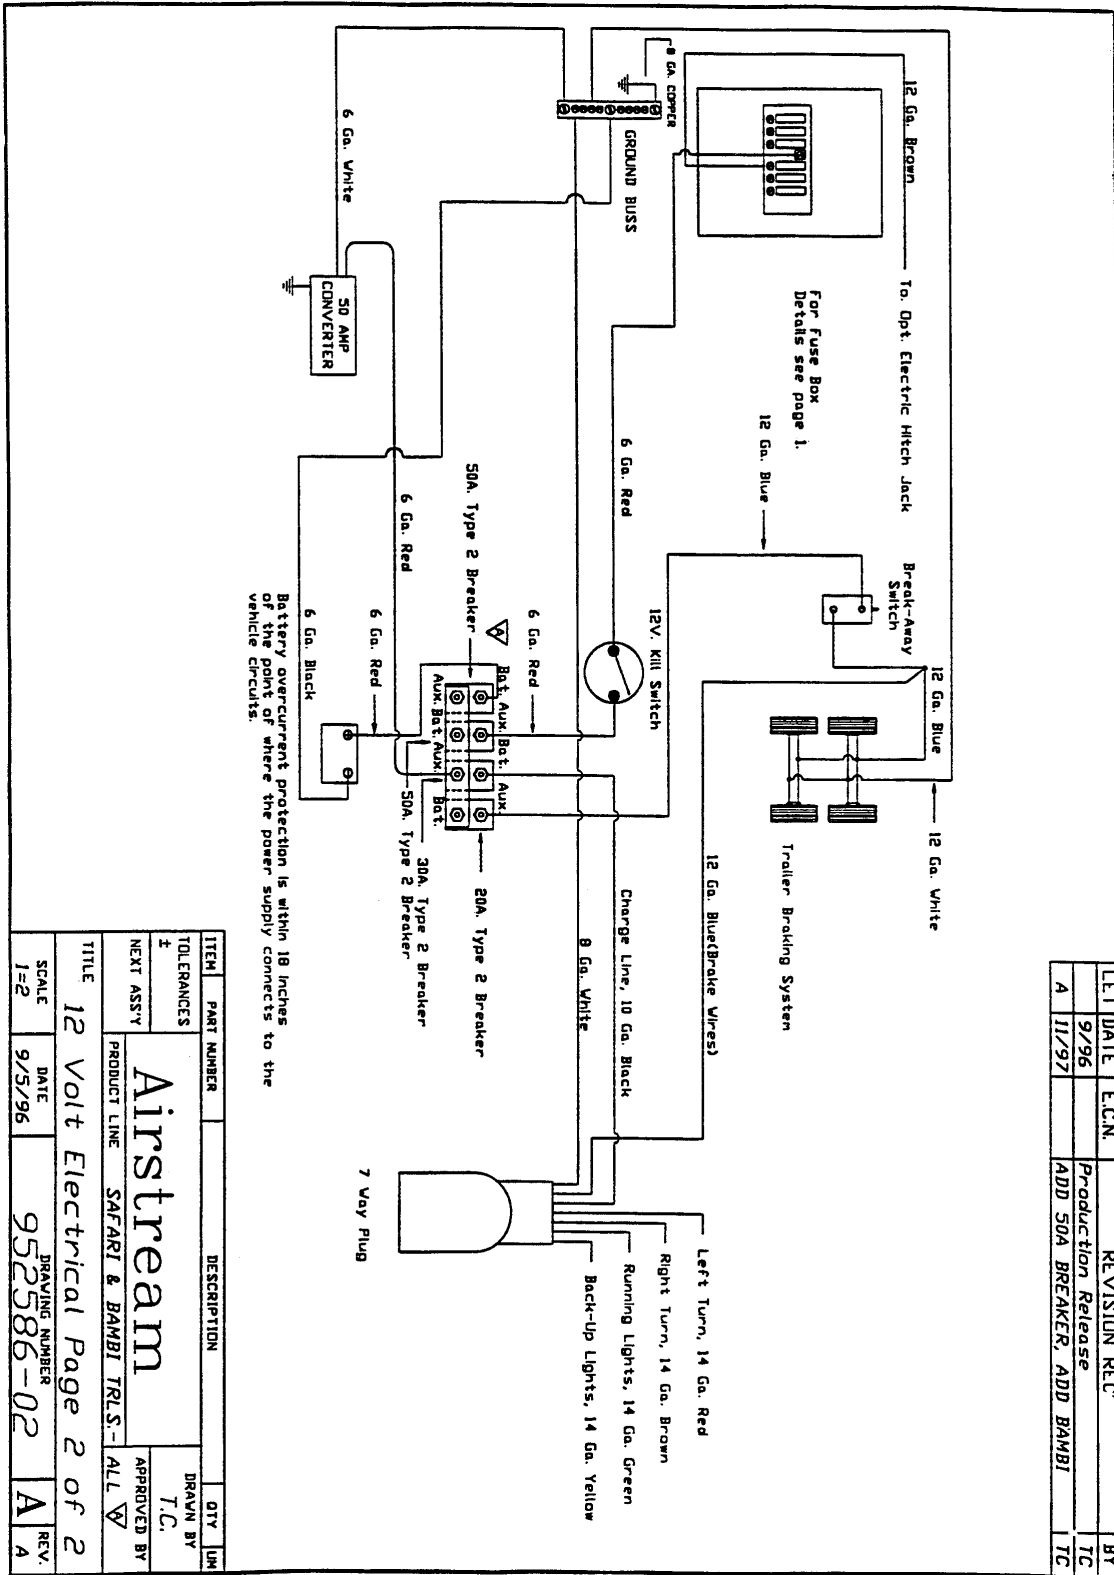 LET DATE E.C.N. REVISION REC' BY
9/96 Production Release TC
A 11/97 ADD 50A BREAKER, ADD BAMBI TC
12 Ga. Brown
To. Opt. Electric Hitch Jack
8 GA. COPPER
GROUND BUSS
For Fuse Box
Details see page 1.
12 Ga. Blue
Break-Away
Switch
12 Ga. Blue
12 Ga. White
Trailer Braking System
6 Ga. White
50 AMP
CONVERTER
6 Ga. Red
12V. Kill Switch
6 Ga. Red
6 Ga. Red
50A. Type 2 Breaker
A
Bat. Aux. Bat. Aux
Aux. Bat. Aux. Bat.
20A. Type 2 Breaker
30A. Type 2 Breaker
50A. Type 2 Breaker
6 Ga. Red
6 Ga. Black
12 Ga. Blue(Brake Wires)
Charge Line, 10 Ga. Black
8 Ga. White
Left Turn, 14 Ga. Red
Right Turn, 14 Ga. Brown
Running Lights, 14 Ga. Green
Back-Up Lights, 14 Ga. Yellow
7 Way Plug
Battery overcurrent protection is within 18 inches
of the point of where the power supply connects to the
vehicle circuits.
ITEM PART NUMBER DESCRIPTION QTY UM
TOLERANCES
±
NEXT ASS'Y
Airstream
DRAWN BY
T.C.
APPROVED BY
PRODUCT LINE SAFARI & BAMBI TRLS.- ALL A
TITLE
12 Volt Electrical Page 2 of 2
SCALE
1=2
DATE
9/5/96
DRAWING NUMBER
952586-02
A
REV.
A